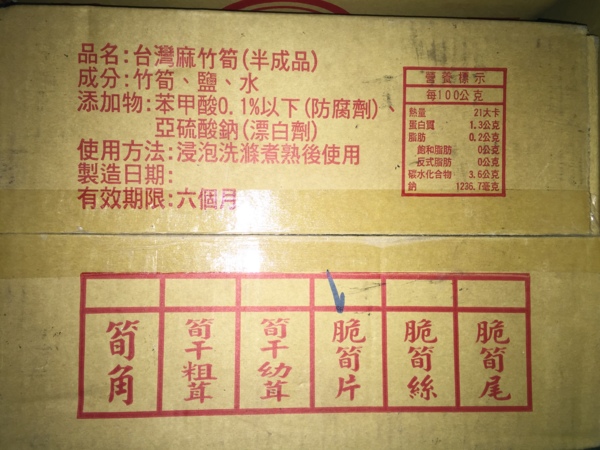 品名:台灣麻竹筍(半成品)
成分:竹筍、鹽、水
添加物:苯甲酸0.1%以下(防腐劑)、
亞硫酸鈉(漂白劑)
使用方法:浸泡洗滌煮熟後使用
製造日期:
有效期限:六個月
營養標示
每100公克
熱量 21大卡
蛋白質 1.3公克
脂肪 0.2公克
飽和脂肪 0公克
反式脂肪 0公克
碳水化合物 3.6公克
鈉 1236.7毫克
筍角
筍干粗茸
筍干幼茸
脆筍片
脆筍絲
脆筍尾